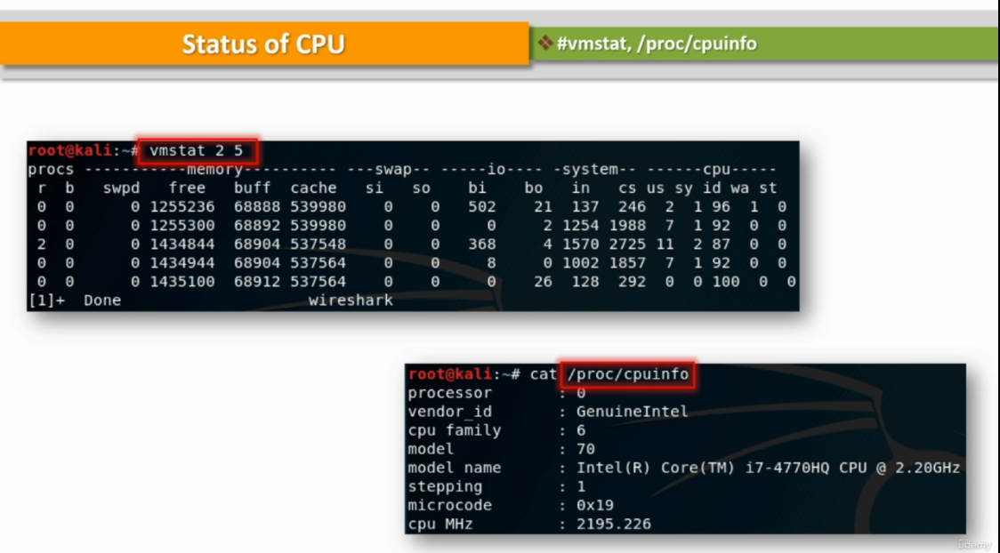 Status of CPU
❖ #vmstat, /proc/cpuinfo
root@kali:~# vmstat 2 5
procs -----------memory---------- ---swap-- -----io---- -system-- ------cpu-----
r b swpd free buff cache si so bi bo in cs us sy id wa st
0 0 0 1255236 68888 539980 0 0 502 21 137 246 2 1 96 1 0
0 0 0 1255300 68892 539980 0 0 0 2 1254 1988 7 1 92 0 0
2 0 0 1434844 68904 537548 0 0 368 4 1570 2725 11 2 87 0 0
0 0 0 1434944 68904 537564 0 0 8 0 1002 1857 7 1 92 0 0
0 0 0 1435100 68912 537564 0 0 0 26 128 292 0 0 100 0 0
[1]+ Done wireshark
root@kali:~# cat /proc/cpuinfo
processor : 0
vendor_id : GenuineIntel
cpu family : 6
model : 70
model name : Intel(R) Core(TM) i7-4770HQ CPU @ 2.20GHz
stepping : 1
microcode : 0x19
cpu MHz : 2195.226
Udemy